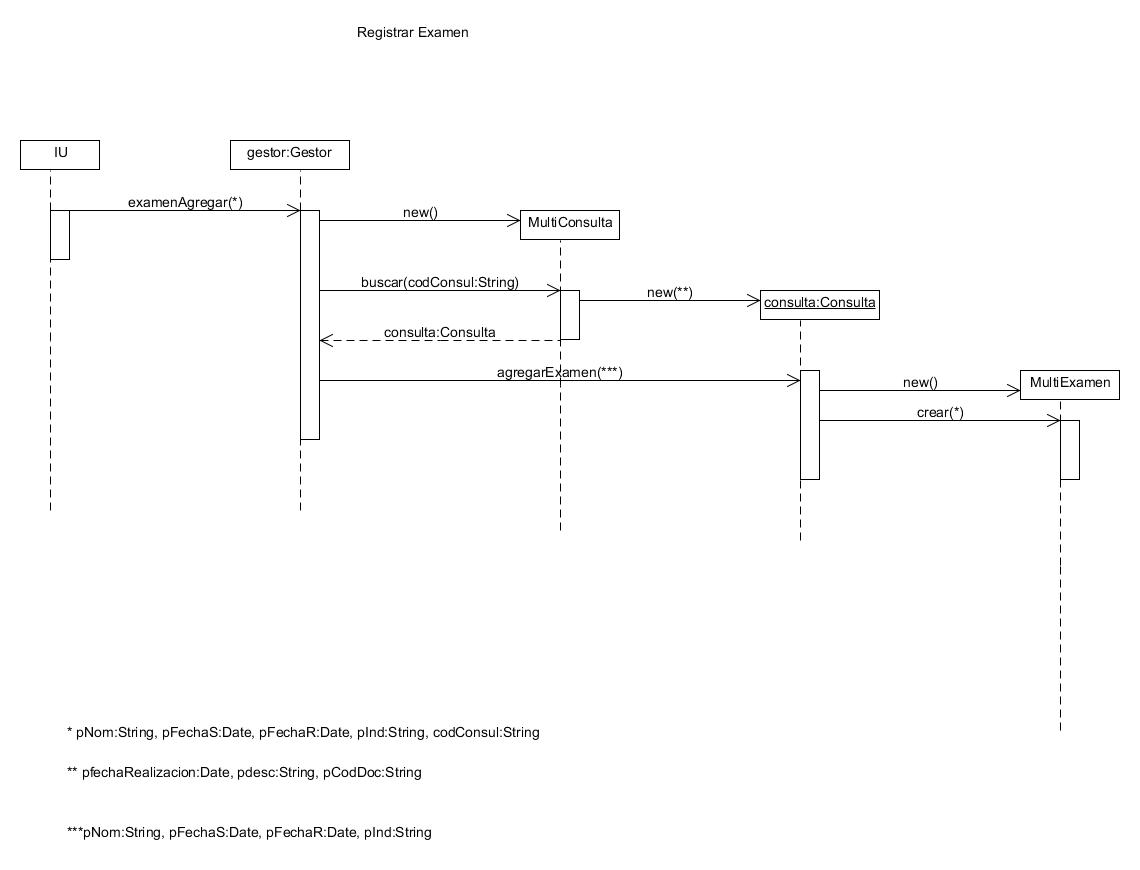 Registrar Examen
IU
gestor:Gestor
examenAgregar(*)
new()
MultiConsulta
buscar(codConsul:String)
new(**)
consulta:Consulta
consulta:Consulta
agregarExamen(***)
new()
MultiExamen
crear(*)
* pNom:String, pFechaS:Date, pFechaR:Date, pInd:String, codConsul:String
** pfechaRealizacion:Date, pdesc:String, pCodDoc:String
***pNom:String, pFechaS:Date, pFechaR:Date, pInd:String